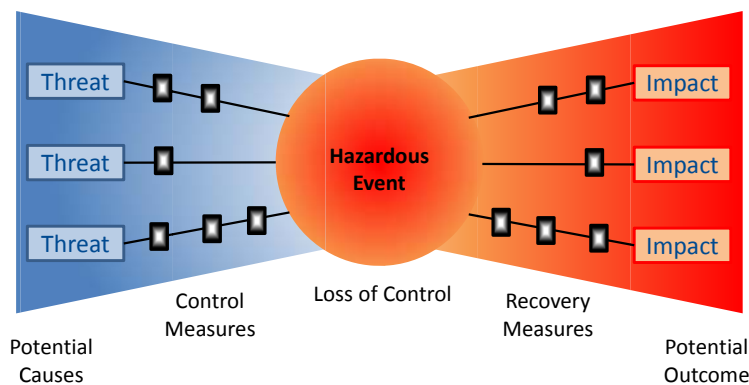 Threat
Impact
Threat
Hazardous
Event
Impact
Threat
Impact
Control
Measures
Loss of Control
Recovery
Measures
Potential
Causes
Potential
Outcome